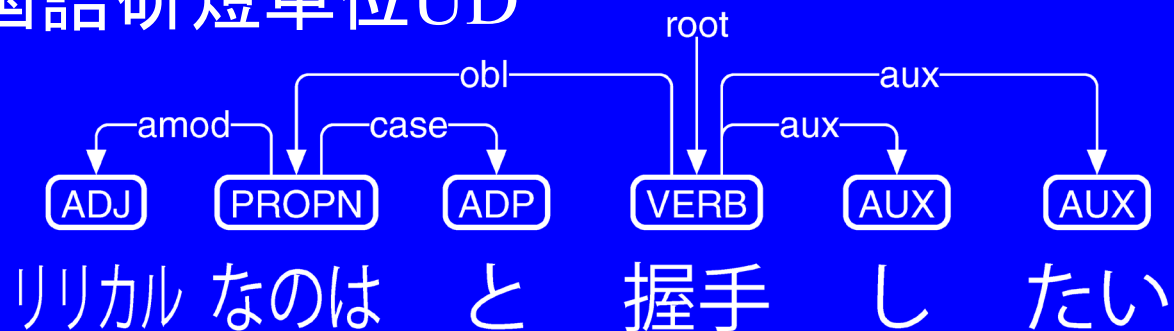 国語研短単位UD
root
obl aux
amod case aux
ADJ PROPN ADP VERB AUX AUX
リリカル なのは と 握手 し たい